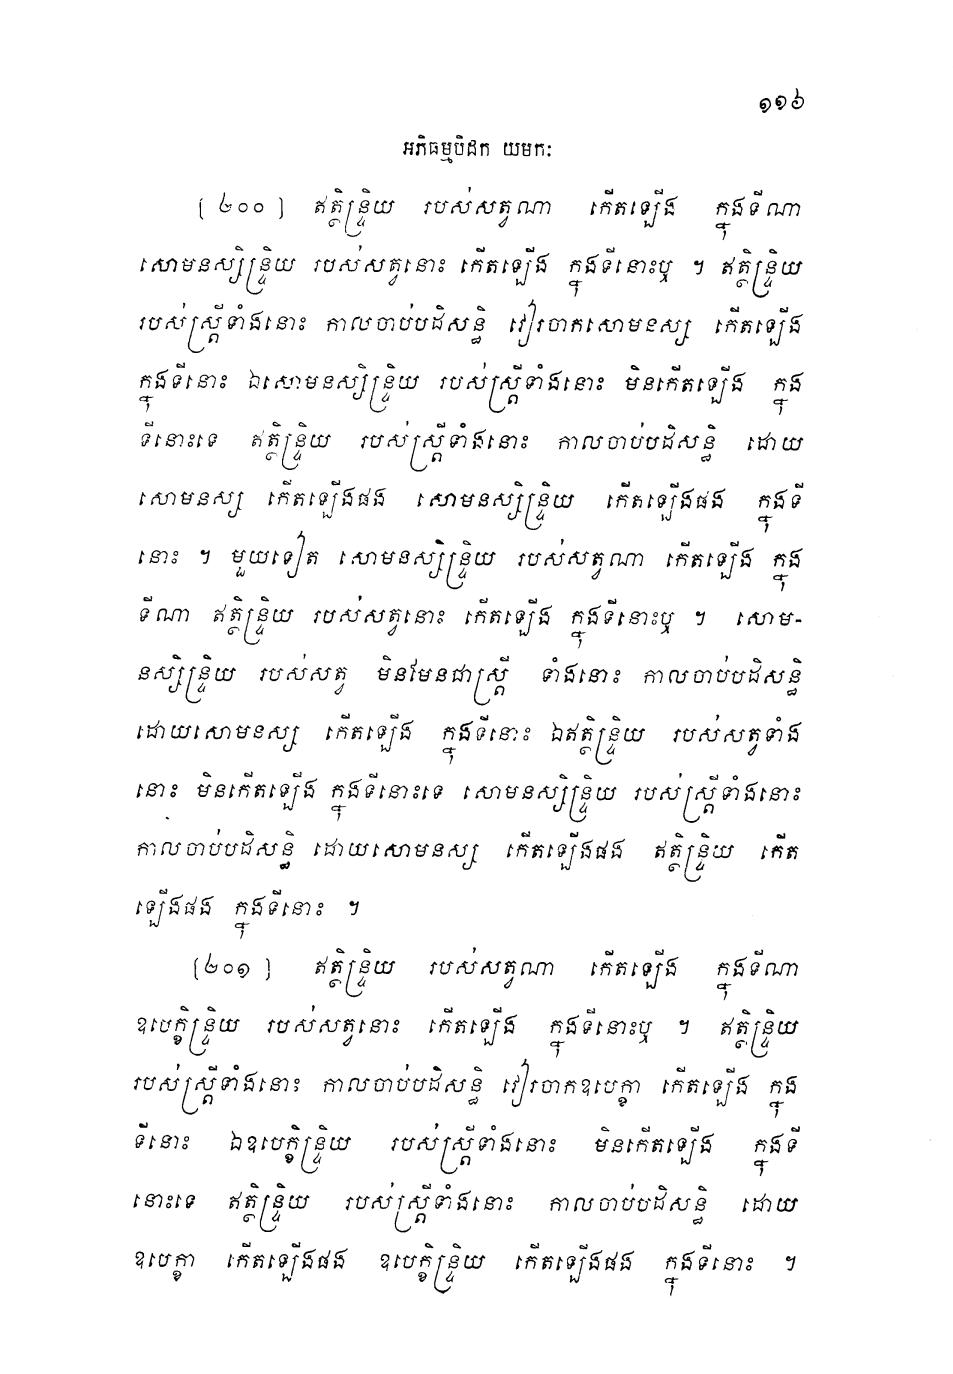 ១១៦
អភិធម្មបិដក យមកៈ
[ ២០០ ] ឥត្ថិន្ទ្រិយ របស់សត្វណា កើតឡើង ក្នុងទីណា
សោមនស្សិន្ទ្រិយ របស់សត្វនោះ កើតឡើង ក្នុងទីនោះឬ ។ ឥត្ថិន្ទ្រិយ
របស់ស្រ្តីទាំងនោះ កាលចាប់បដិសន្ធិ វៀរចាកសោមនស្ស កើតឡើង
ក្នុងទីនោះ ឯសោមនស្សិន្ទ្រិយ របស់ស្រ្តីទាំងនោះ មិនកើតឡើង ក្នុង
ទីនោះទេ ឥត្ថិន្ទ្រិយ របស់ស្រ្តីទាំងនោះ កាលចាប់បដិសន្ធិ ដោយ
សោមនស្ស កើតឡើងផង សោមនស្សិន្ទ្រិយ កើតឡើងផង ក្នុងទី
នោះ ។ មួយទៀត សោមនស្សិន្ទ្រិយ របស់សត្វណា កើតឡើង ក្នុង
ទីណា ឥត្ថិន្ទ្រិយ របស់សត្វនោះ កើតឡើង ក្នុងទីនោះឬ ។ សោម-
នស្សិន្ទ្រិយ របស់សត្វ មិនមែនជាស្រ្តី ទាំងនោះ កាលចាប់បដិសន្ធិ
ដោយសោមនស្ស កើតឡើង ក្នុងទីនោះ ឯឥត្ថិន្ទ្រិយ របស់សត្វទាំង
នោះ មិនកើតឡើង ក្នុងទីនោះទេ សោមនស្សិន្ទ្រិយ របស់ស្រ្តីទាំងនោះ
កាលចាប់បដិសន្ធិ ដោយសោមនស្ស កើតឡើងផង ឥត្ថិន្ទ្រិយ កើត
ឡើងផង ក្នុងទីនោះ ។
[២០១ ] ឥត្ថិន្ទ្រិយ របស់សត្វណា កើតឡើង ក្នុងទីណា
ឧបេក្ខិន្ទ្រិយ របស់សត្វនោះ កើតឡើង ក្នុងទីនោះឬ ។ ឥត្ថិន្ទ្រិយ
របស់ស្រ្តីទាំងនោះ កាលចាប់បដិសន្ធិ វៀរចាកឧបេក្ខា កើតឡើង ក្នុង
ទីនោះ ឯឧបេក្ខិន្ទ្រិយ របស់ស្រ្តីទាំងនោះ មិនកើតឡើង ក្នុងទី
នោះទេ ឥត្ថិន្ទ្រិយ របស់ស្រ្តីទាំងនោះ កាលចាប់បដិសន្ធិ ដោយ
ឧបេក្ខា កើតឡើងផង ឧបេក្ខិន្ទ្រិយ កើតឡើងផង ក្នុងទីនោះ ។